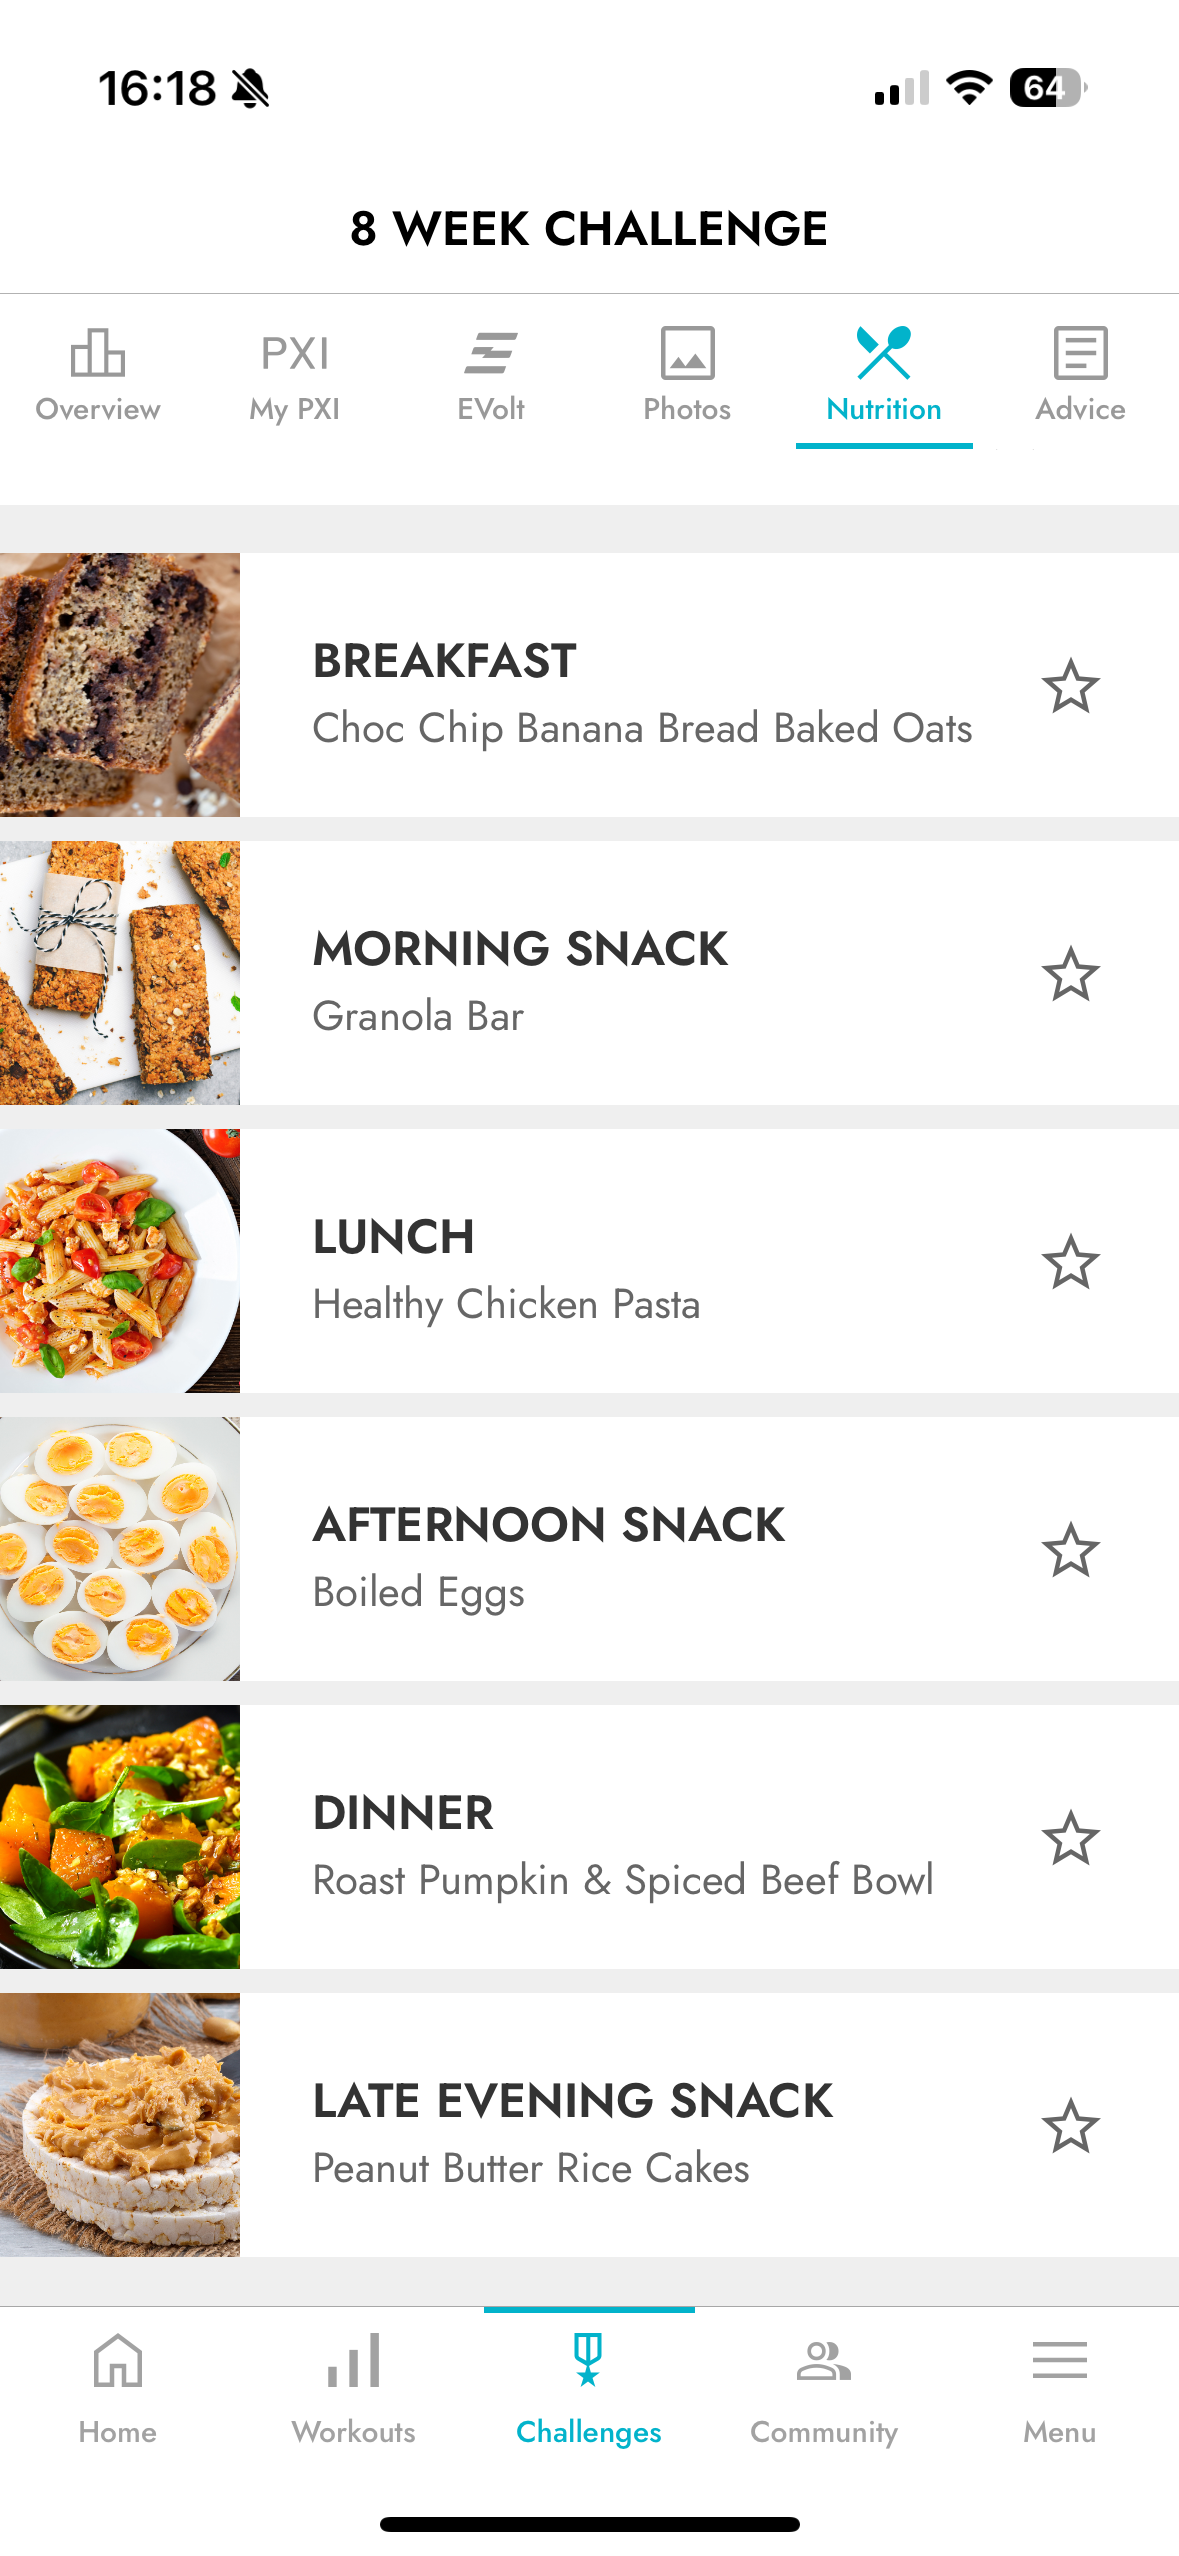 16:18
64
8 WEEK CHALLENGE
PXI
Overview
My PXI
EVolt
Photos
Nutrition
Advice
BREAKFAST
Choc Chip Banana Bread Baked Oats
MORNING SNACK
Granola Bar
LUNCH
Healthy Chicken Pasta
AFTERNOON SNACK
Boiled Eggs
DINNER
Roast Pumpkin & Spiced Beef Bowl
LATE EVENING SNACK
Peanut Butter Rice Cakes
Home
Workouts
Challenges
Community
Menu